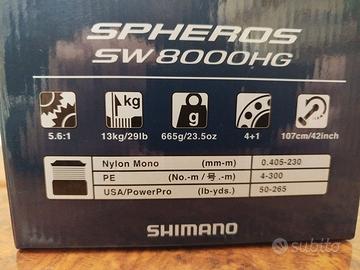 SPHEROS
SW 8000HG
kg
g
5.6:1 13kg/29lb 665g/23.5oz 4+1 107cm/42inch
Nylon Mono (mm-m) 0.405-230
PE (No.-m / 号.-m) 4-300
USA/PowerPro (lb-yds.) 50-265
SHIMANO
subito